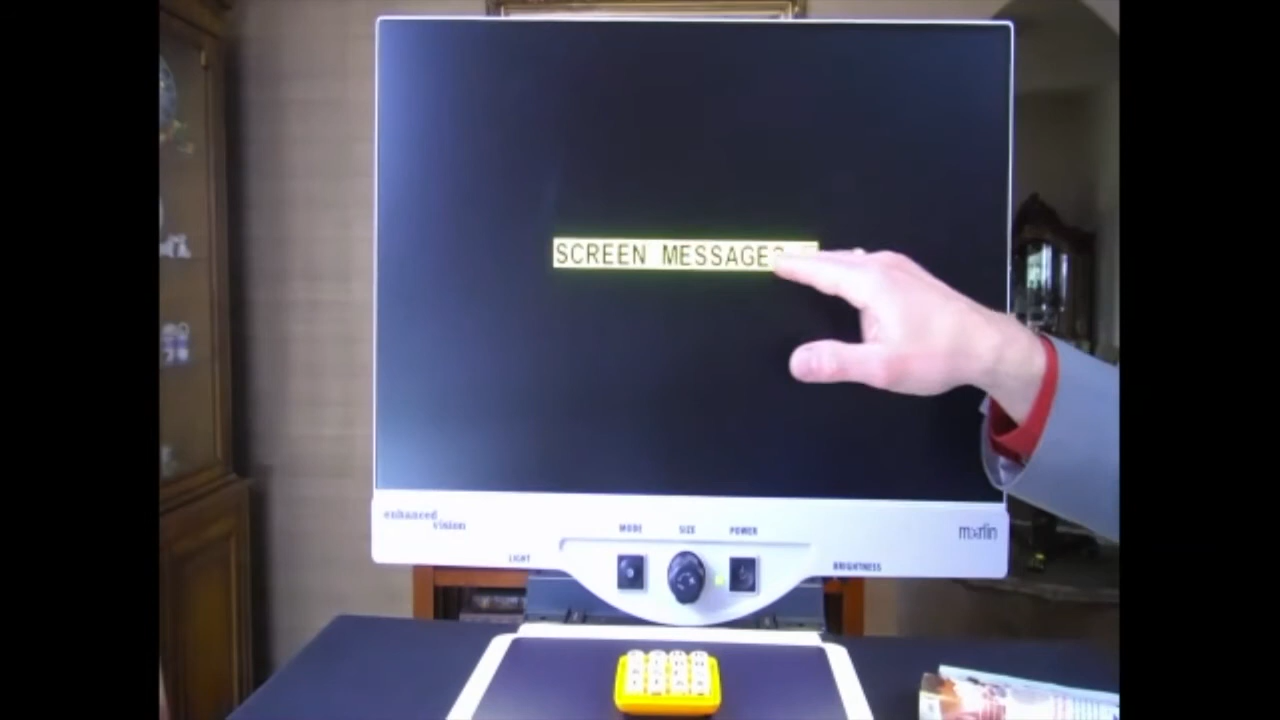 SCREEN MESSAGES
enhanced
vision
MODE
SIZE
POWER
merlin
LIGHT
BRIGHTNESS